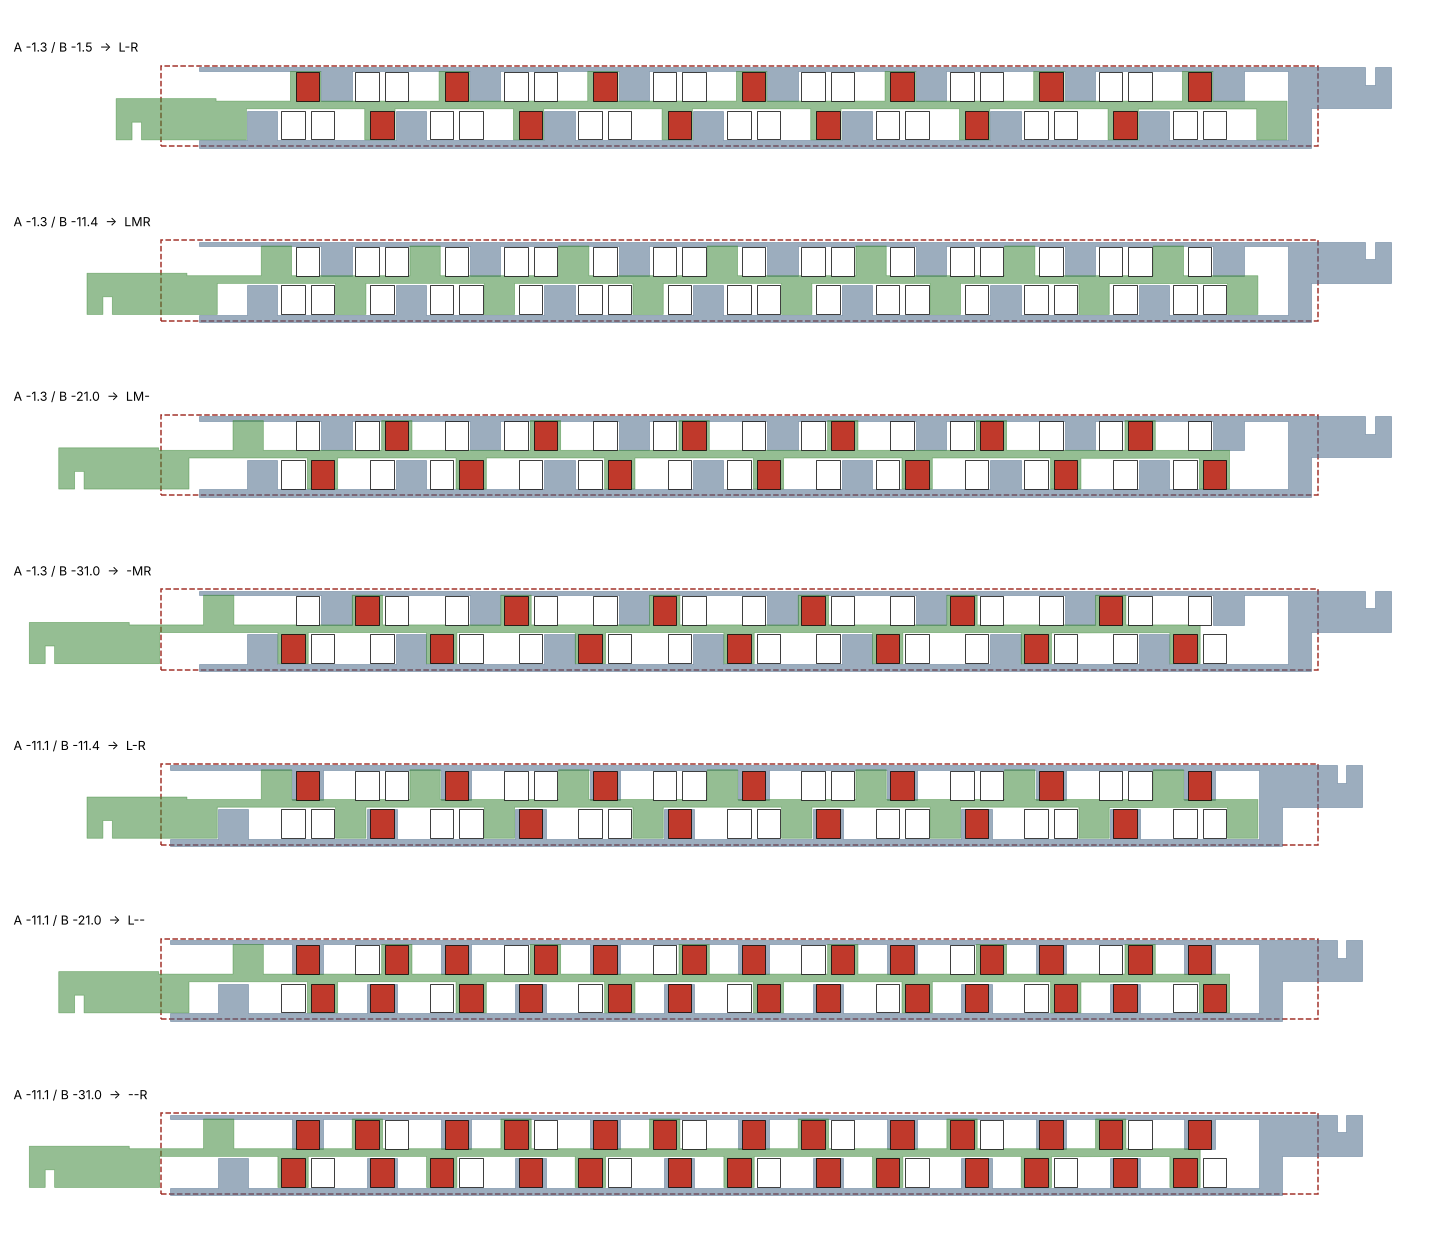 A -1.3 / B -1.5 → L-R
A -1.3 / B -11.4 → LMR
A -1.3 / B -21.0 → LM-
A -1.3 / B -31.0 → -MR
A -11.1 / B -11.4 → L-R
A -11.1 / B -21.0 → L--
A -11.1 / B -31.0 → --R